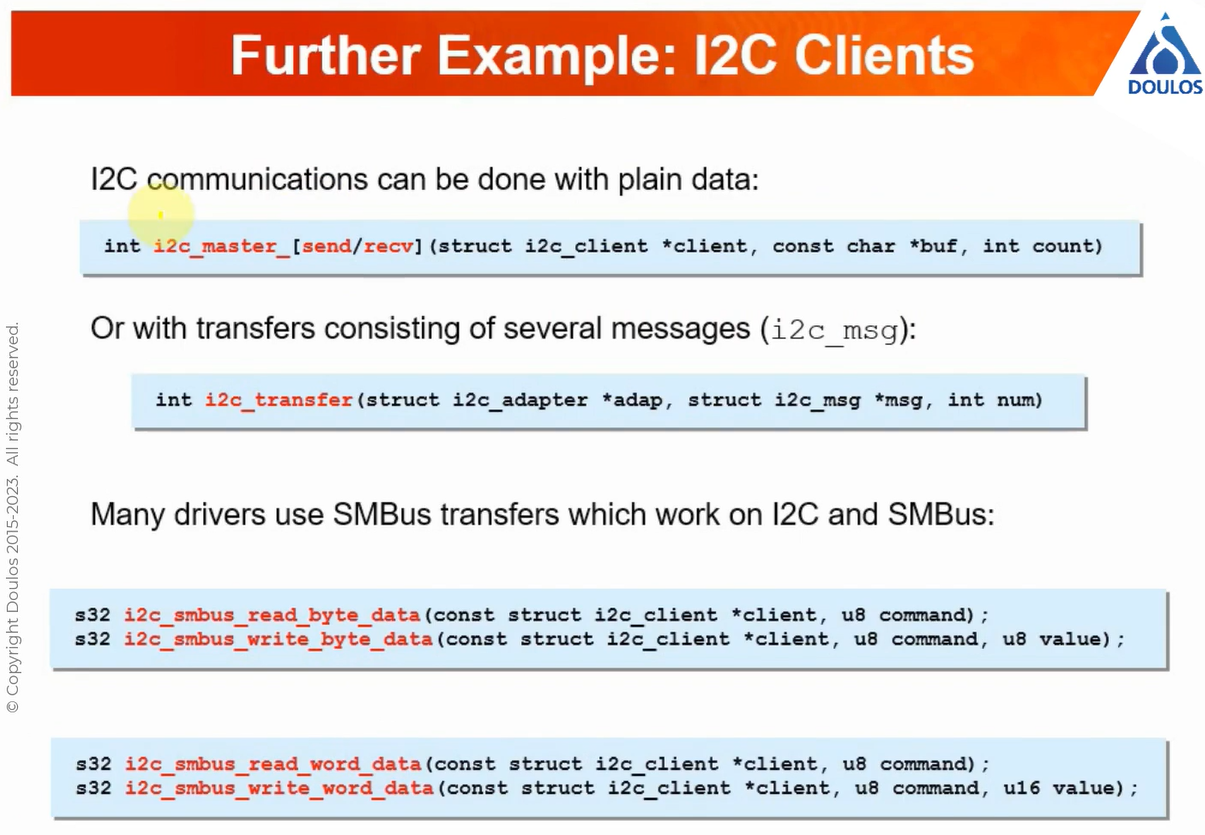 Further Example: I2C Clients
DOULOS
I2C communications can be done with plain data:
int i2c_master_[send/recv](struct i2c_client *client, const char *buf, int count)
Or with transfers consisting of several messages (i2c_msg):
int i2c_transfer(struct i2c_adapter *adap, struct i2c_msg *msg, int num)
Many drivers use SMBus transfers which work on I2C and SMBus:
s32 i2c_smbus_read_byte_data(const struct i2c_client *client, u8 command);
s32 i2c_smbus_write_byte_data(const struct i2c_client *client, u8 command, u8 value);
s32 i2c_smbus_read_word_data(const struct i2c_client *client, u8 command);
s32 i2c_smbus_write_word_data(const struct i2c_client *client, u8 command, u16 value);
© Copyright Doulos 2015-2023. All rights reserved.